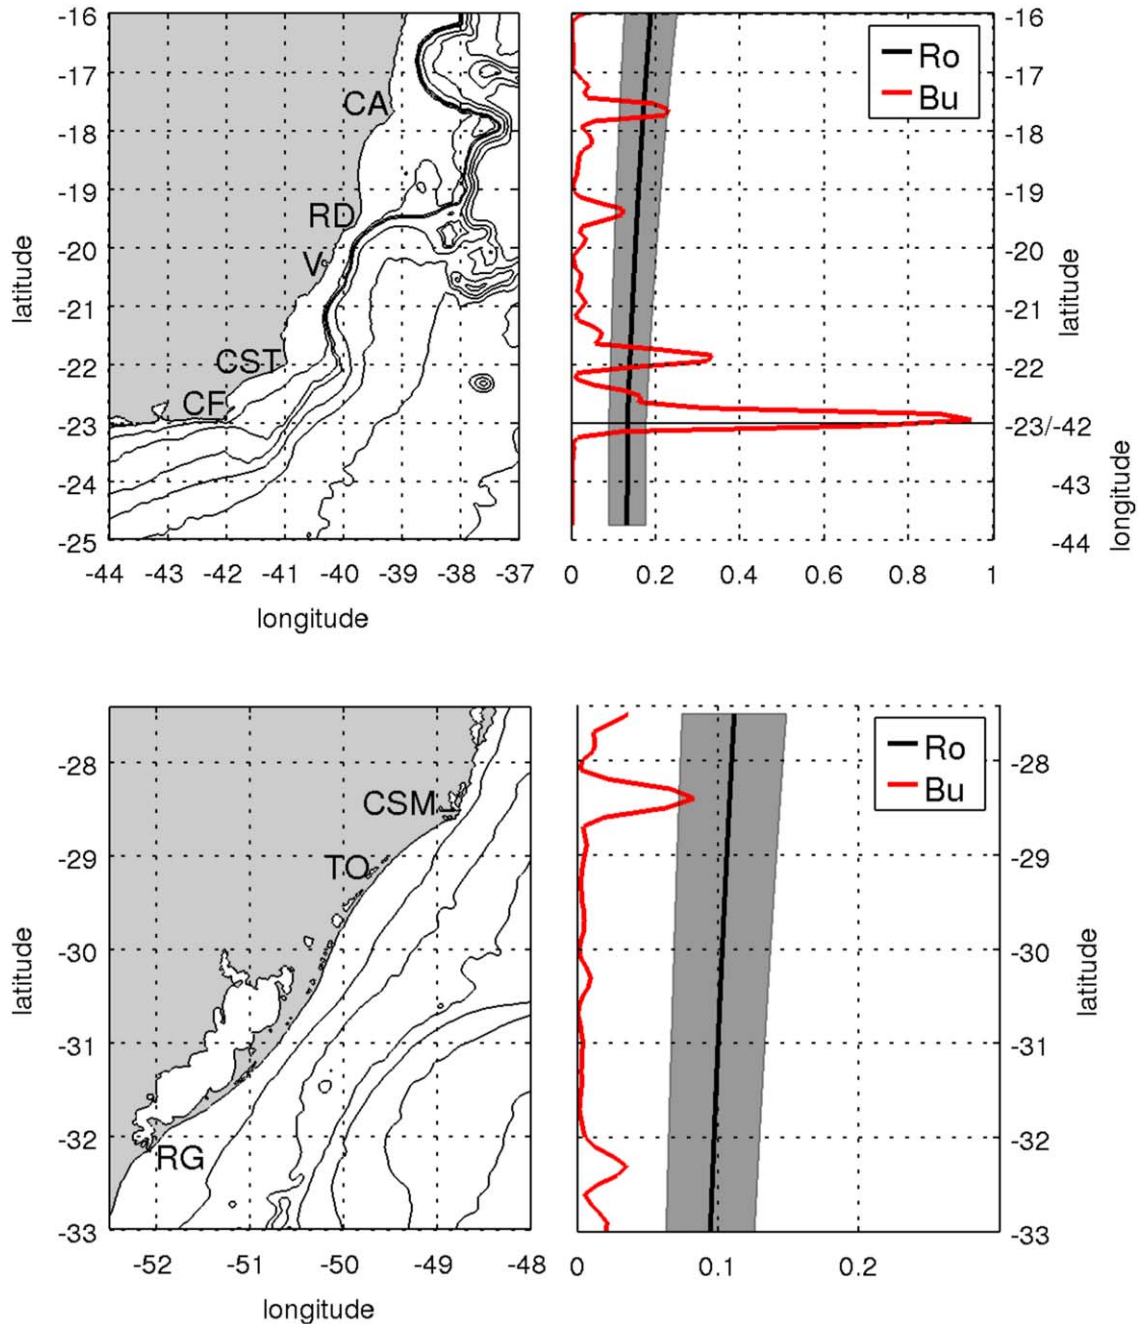 -16
-17
-18
-19
-20
-21
-22
-23
-24
-25
latitude
CA
RD
V
CST
CF
-44 -43 -42 -41 -40 -39 -38 -37
longitude
Ro
Bu
-16
-17
-18
-19
-20
-21
-22
-23/-42
-43
-44
latitude
longitude
0 0.2 0.4 0.6 0.8 1
-28
-29
-30
-31
-32
-33
latitude
CSM
TO
RG
-52 -51 -50 -49 -48
longitude
Ro
Bu
-28
-29
-30
-31
-32
-33
latitude
0 0.1 0.2